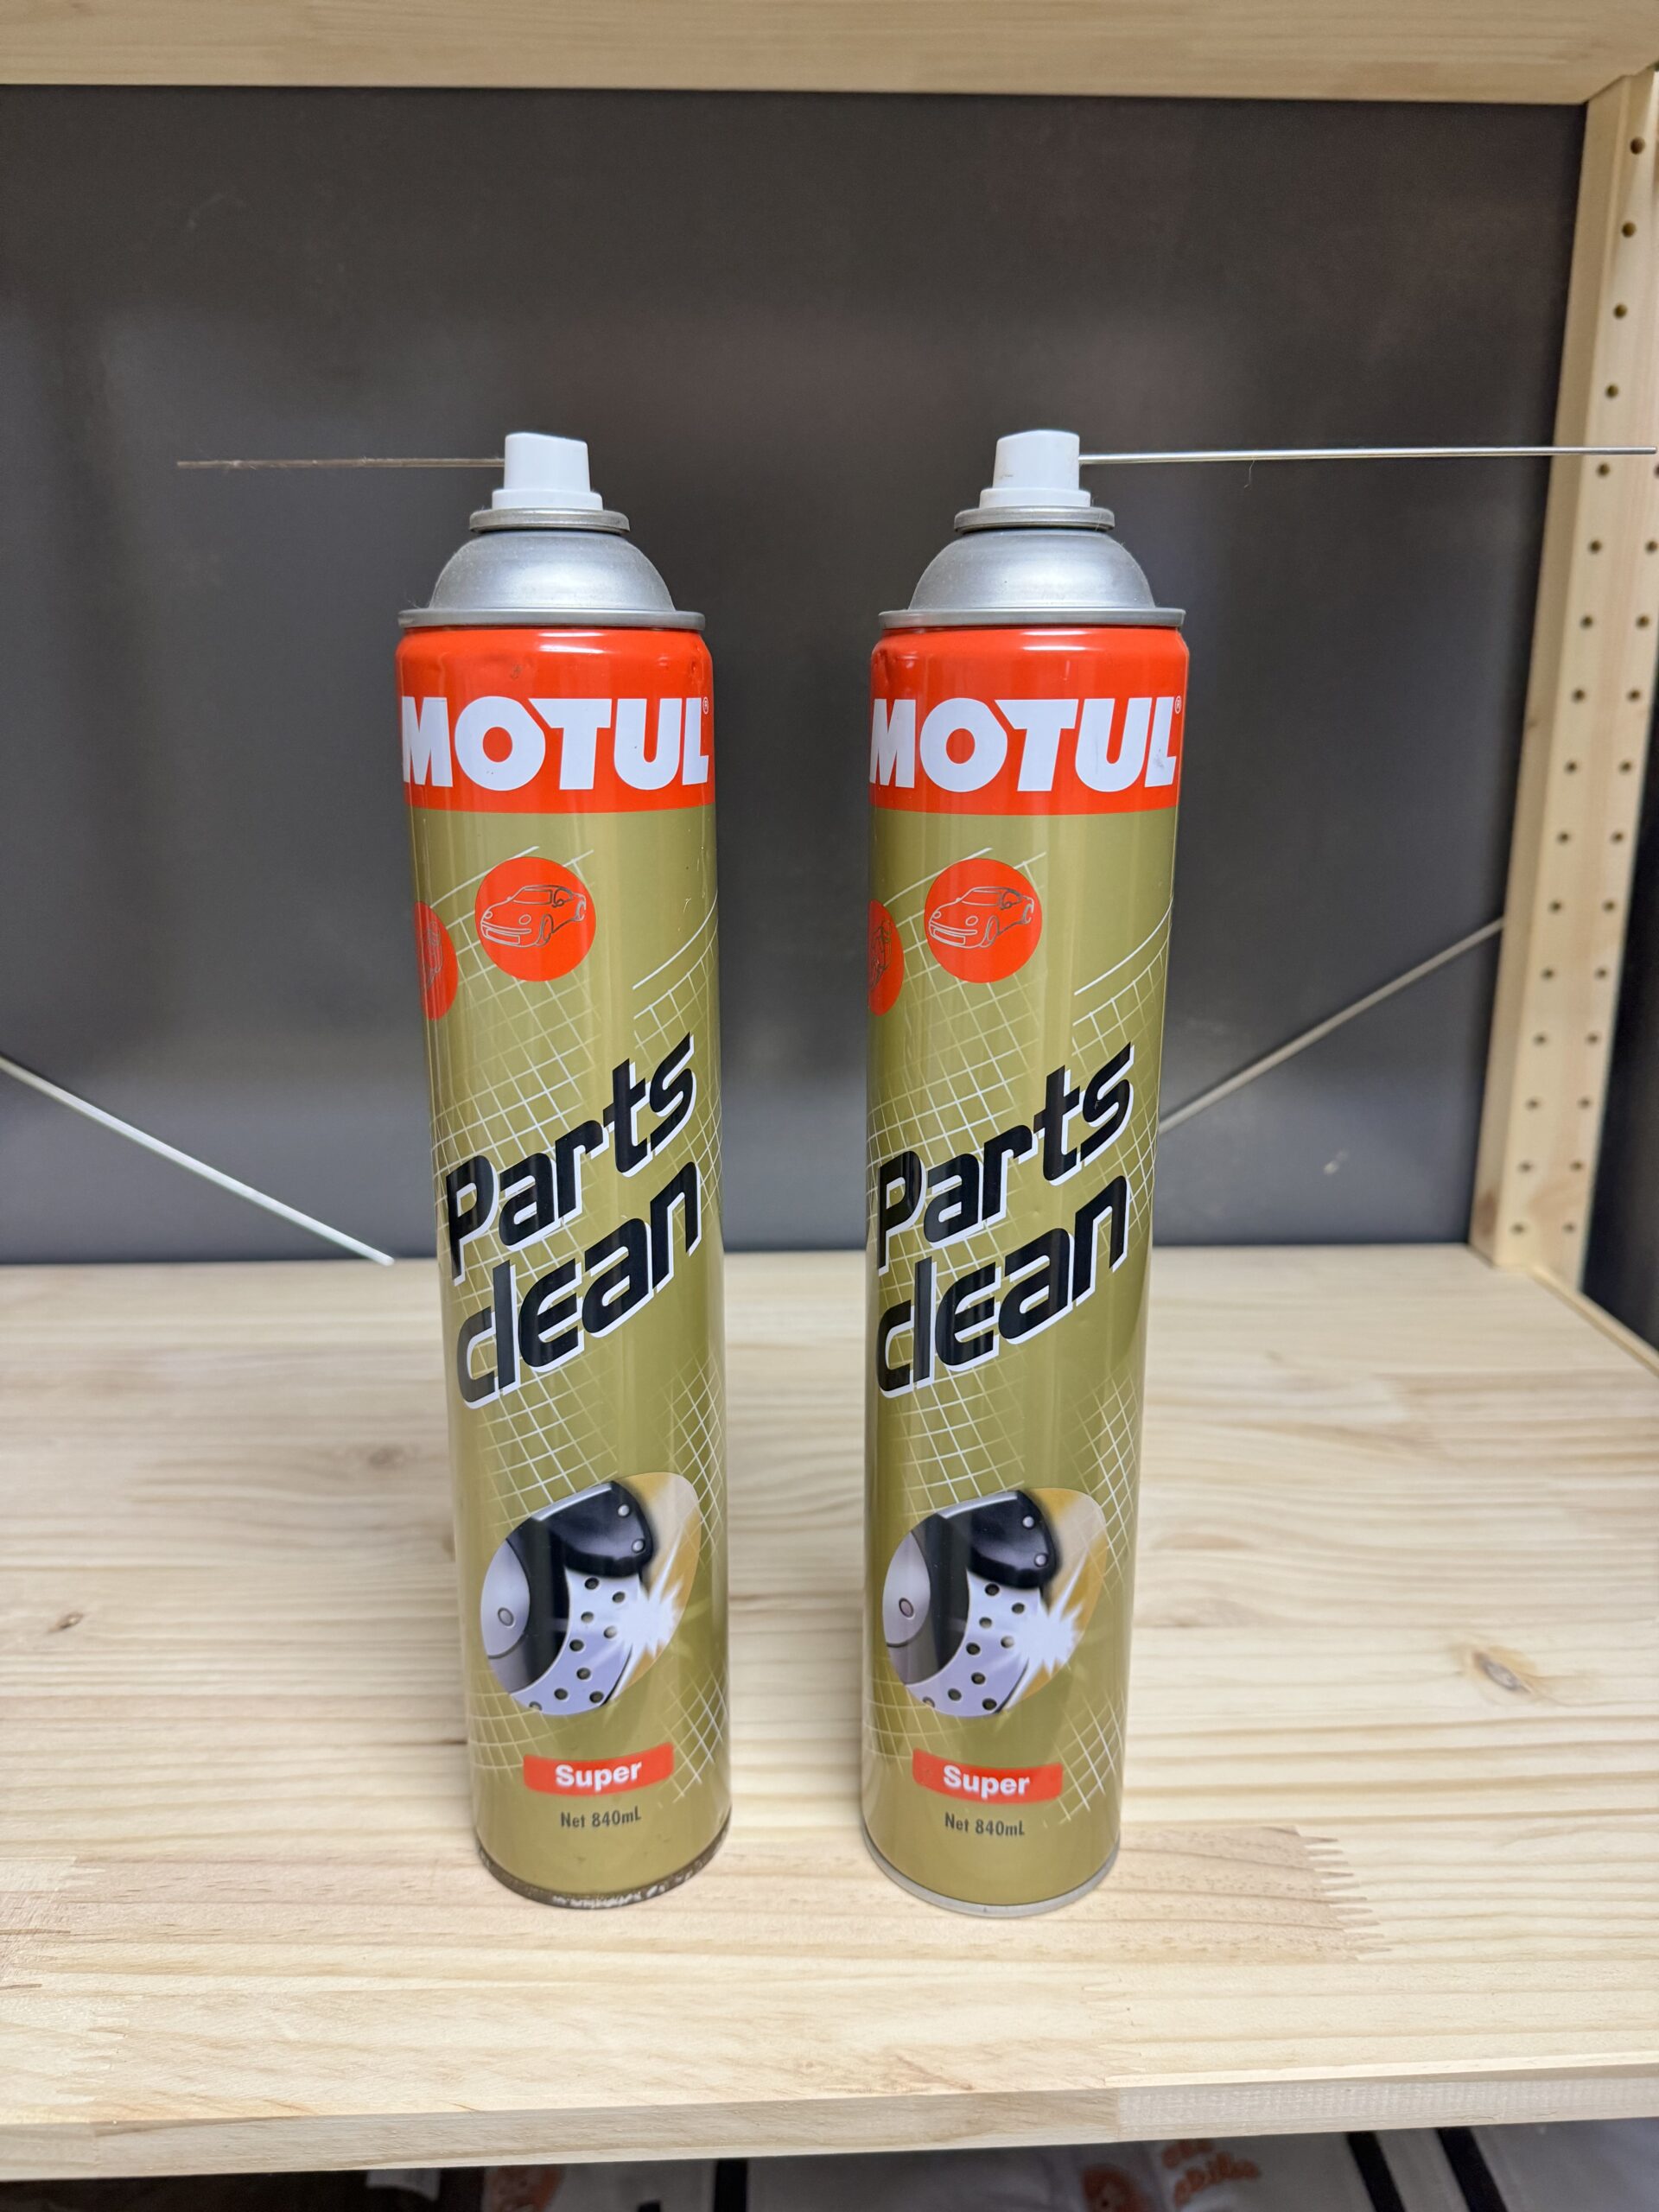 MOTUL®
Parts
clean
Super
Net 840mL
MOTUL®
Parts
clean
Super
Net 840mL